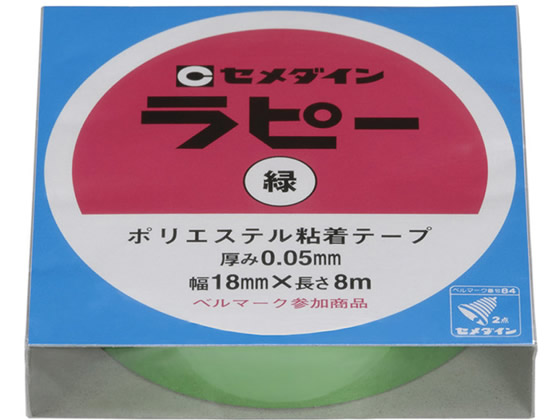 セメダイン
ラピー
緑
ポリエステル粘着テープ
厚み0.05mm
幅18mm×長さ8m
ベルマーク参加商品
ベルマーク番号84
2点
セメダイン